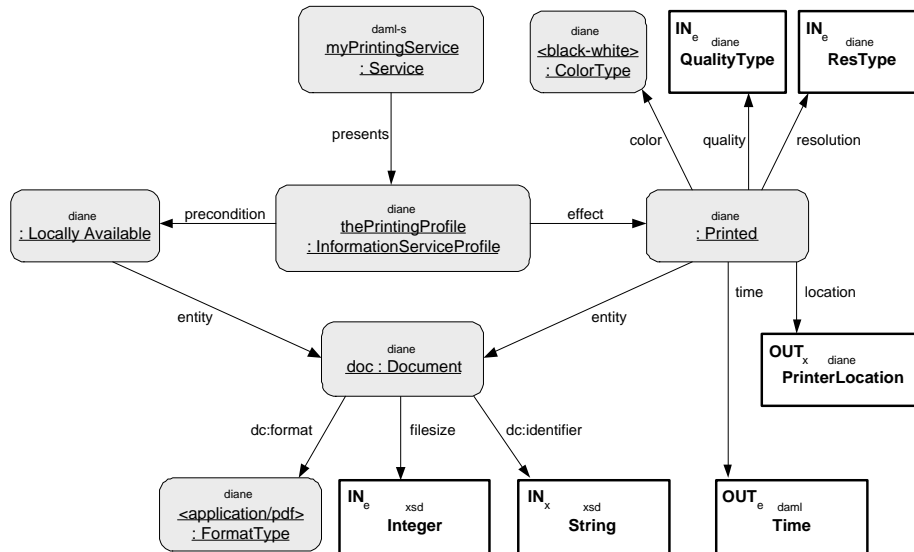 daml-s
myPrintingService
: Service
diane
<black-white>
: ColorType
IN e diane
QualityType
IN e diane
ResType
presents
color
quality
resolution
diane
: Locally Available
precondition
diane
thePrintingProfile
: InformationServiceProfile
effect
diane
: Printed
entity
entity
time
location
diane
doc : Document
OUT x diane
PrinterLocation
dc:format
filesize
dc:identifier
diane
<application/pdf>
: FormatType
IN e xsd
Integer
IN x xsd
String
OUT e daml
Time